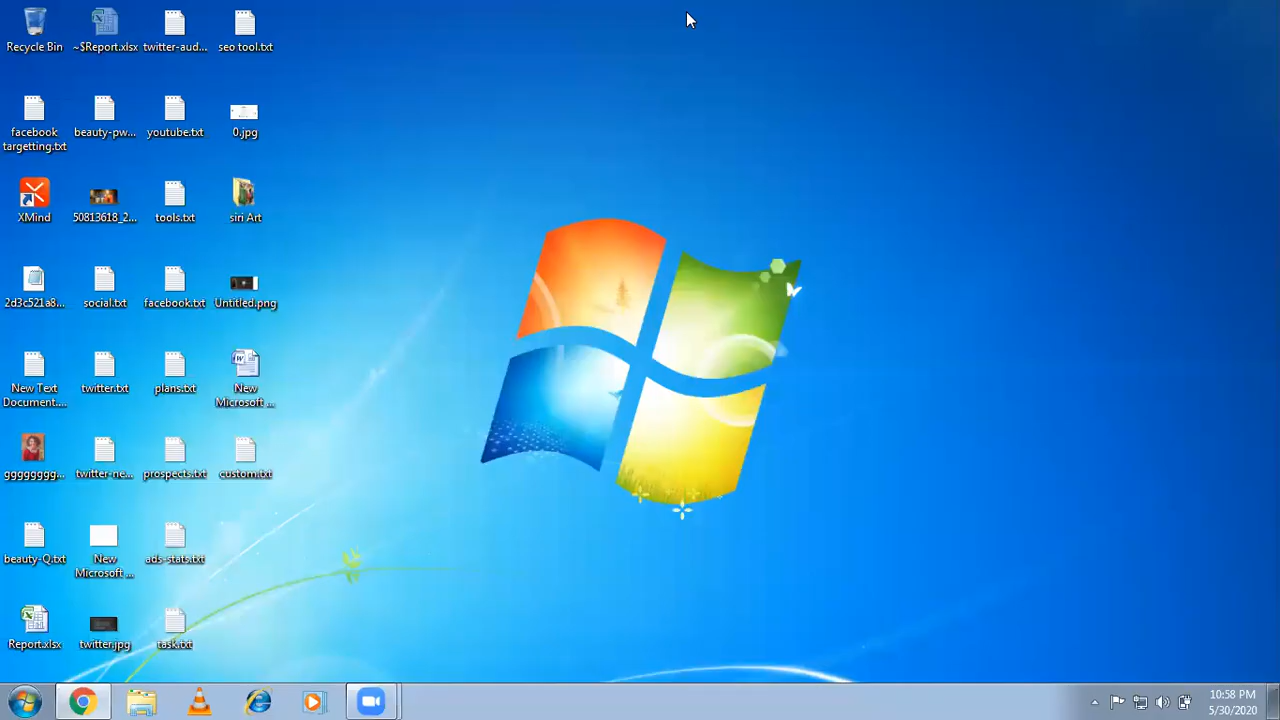 Recycle Bin
~$Report.xlsx
twitter-aud...
seo tool.txt
facebook
targetting.txt
beauty-pw...
youtube.txt
0.jpg
XMind
50813618_2...
tools.txt
siri Art
2d3c521a8...
social.txt
facebook.txt
Untitled.png
New Text
Document....
twitter.txt
plans.txt
New
Microsoft ...
gggggggg...
twitter-ne...
prospects.txt
custom.txt
beauty-Q.txt
New
Microsoft ...
ads-stats.txt
Report.xlsx
twitter.jpg
task.txt
10:58 PM
5/30/2020